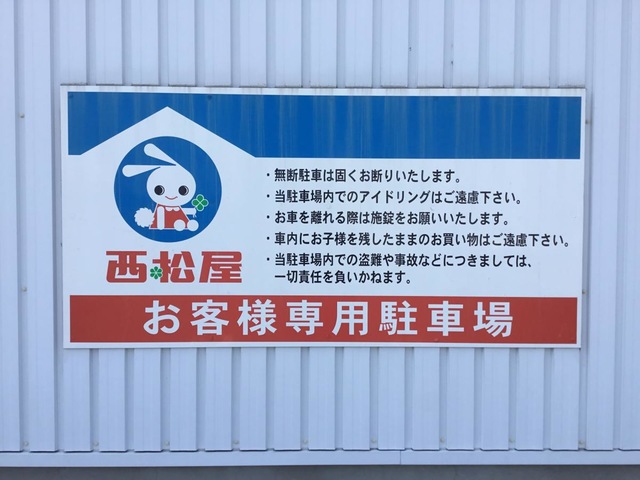 ・無断駐車は固くお断りいたします。
・当駐車場内でのアイドリングはご遠慮下さい。
・お車を離れる際は施錠をお願いいたします。
・車内にお子様を残したままのお買い物はご遠慮下さい。
・当駐車場内での盗難や事故などにつきましては、
一切責任を負いかねます。
西松屋
お客様専用駐車場